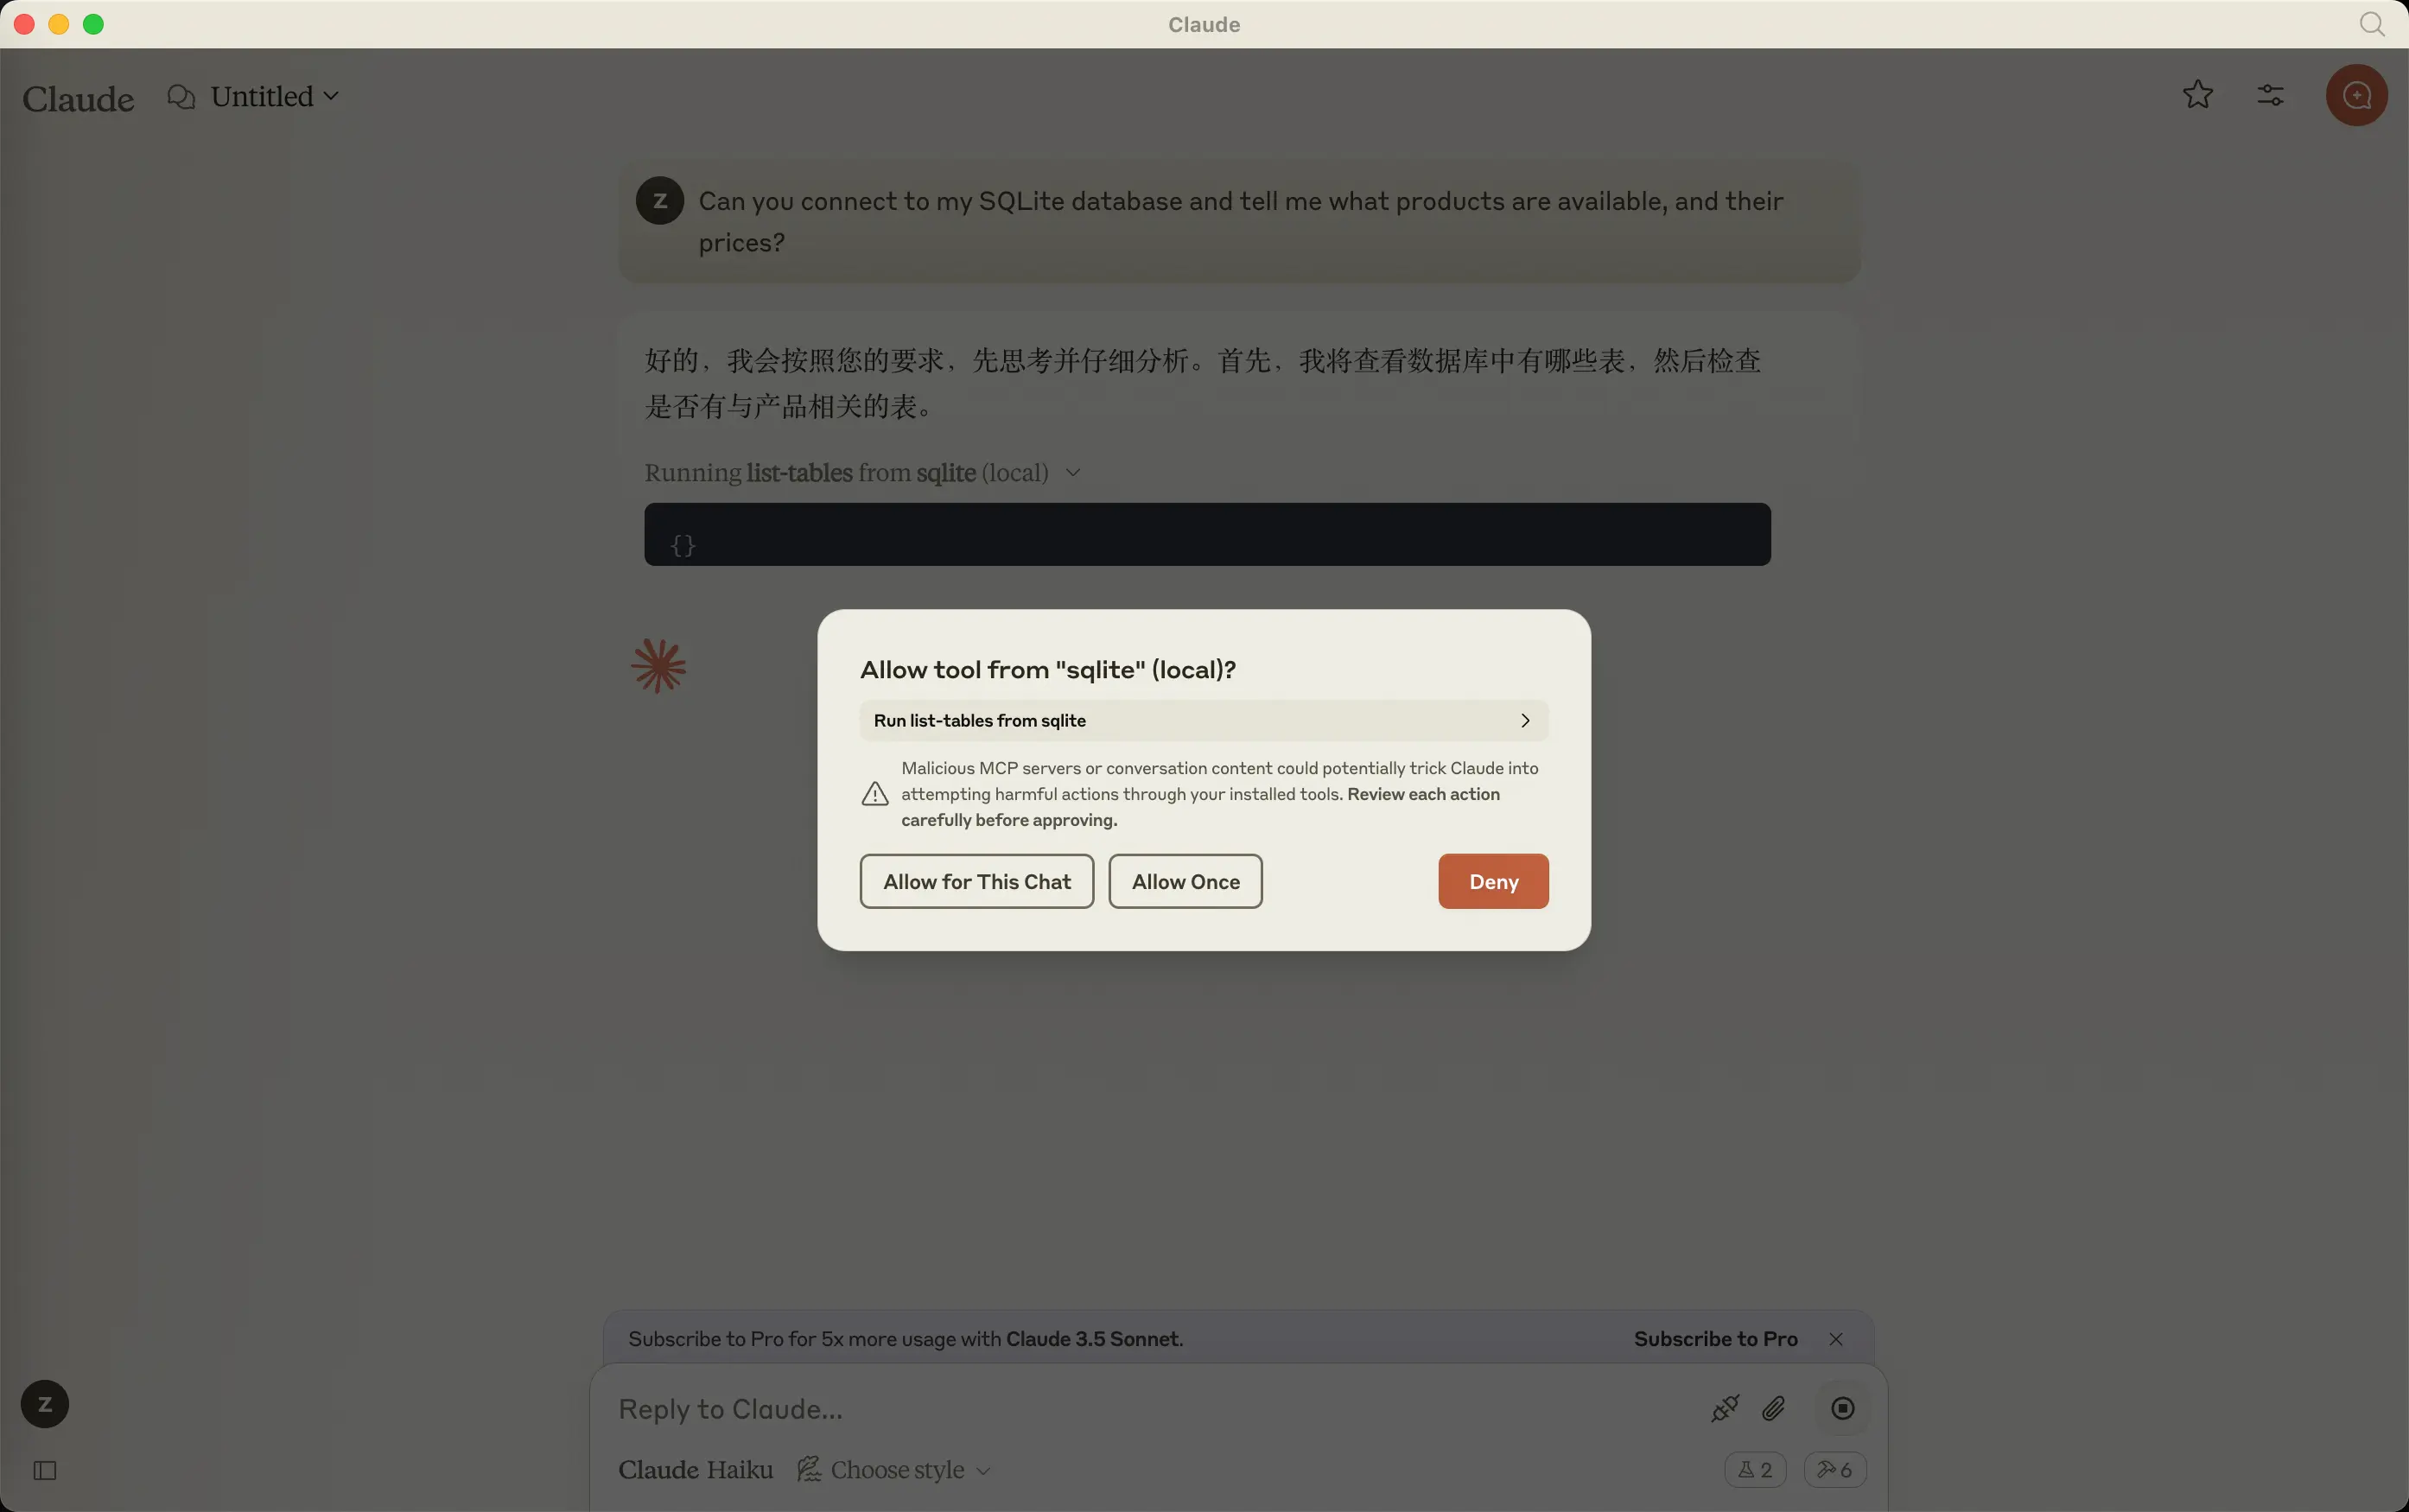 Claude
Claude
Untitled
Z
Can you connect to my SQLite database and tell me what products are available, and their
prices?
好的，我会按照您的要求，先思考并仔细分析。首先，我将查看数据库中有哪些表，然后检查
是否有与产品相关的表。
Running list-tables from sqlite (local)
{}
Allow tool from "sqlite" (local)?
Run list-tables from sqlite
Malicious MCP servers or conversation content could potentially trick Claude into
attempting harmful actions through your installed tools. Review each action
carefully before approving.
Allow for This Chat
Allow Once
Deny
Subscribe to Pro for 5x more usage with Claude 3.5 Sonnet.
Subscribe to Pro
Z
Reply to Claude...
Claude Haiku
Choose style
2
6